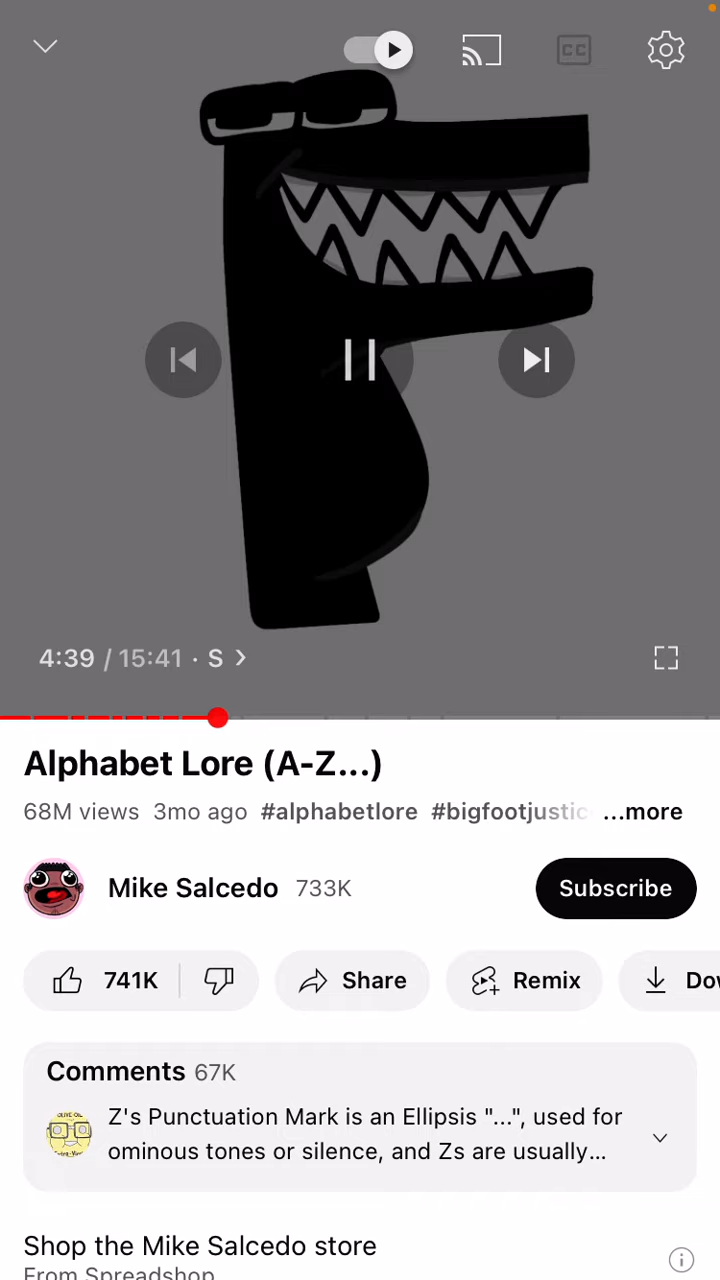 CC
4:39 / 15:41 · S >
Alphabet Lore (A-Z...)
68M views 3mo ago #alphabetlore #bigfootjustic ...more
Mike Salcedo 733K
Subscribe
741K
Share
Remix
Dow
Comments 67K
Z's Punctuation Mark is an Ellipsis "...", used for
ominous tones or silence, and Zs are usually...
Shop the Mike Salcedo store
From Spreadshop